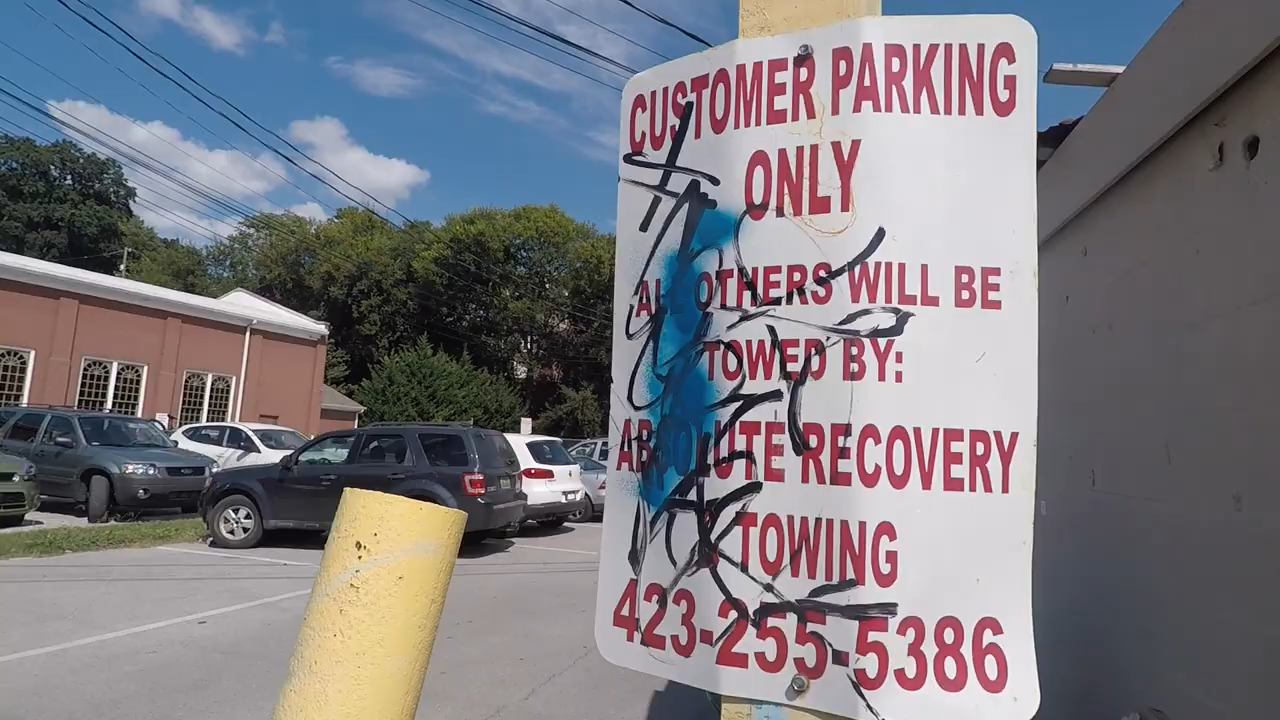 CUSTOMER PARKING
ONLY
ALL OTHERS WILL BE
TOWED BY:
ABSOLUTE RECOVERY
& TOWING
423-255-5386